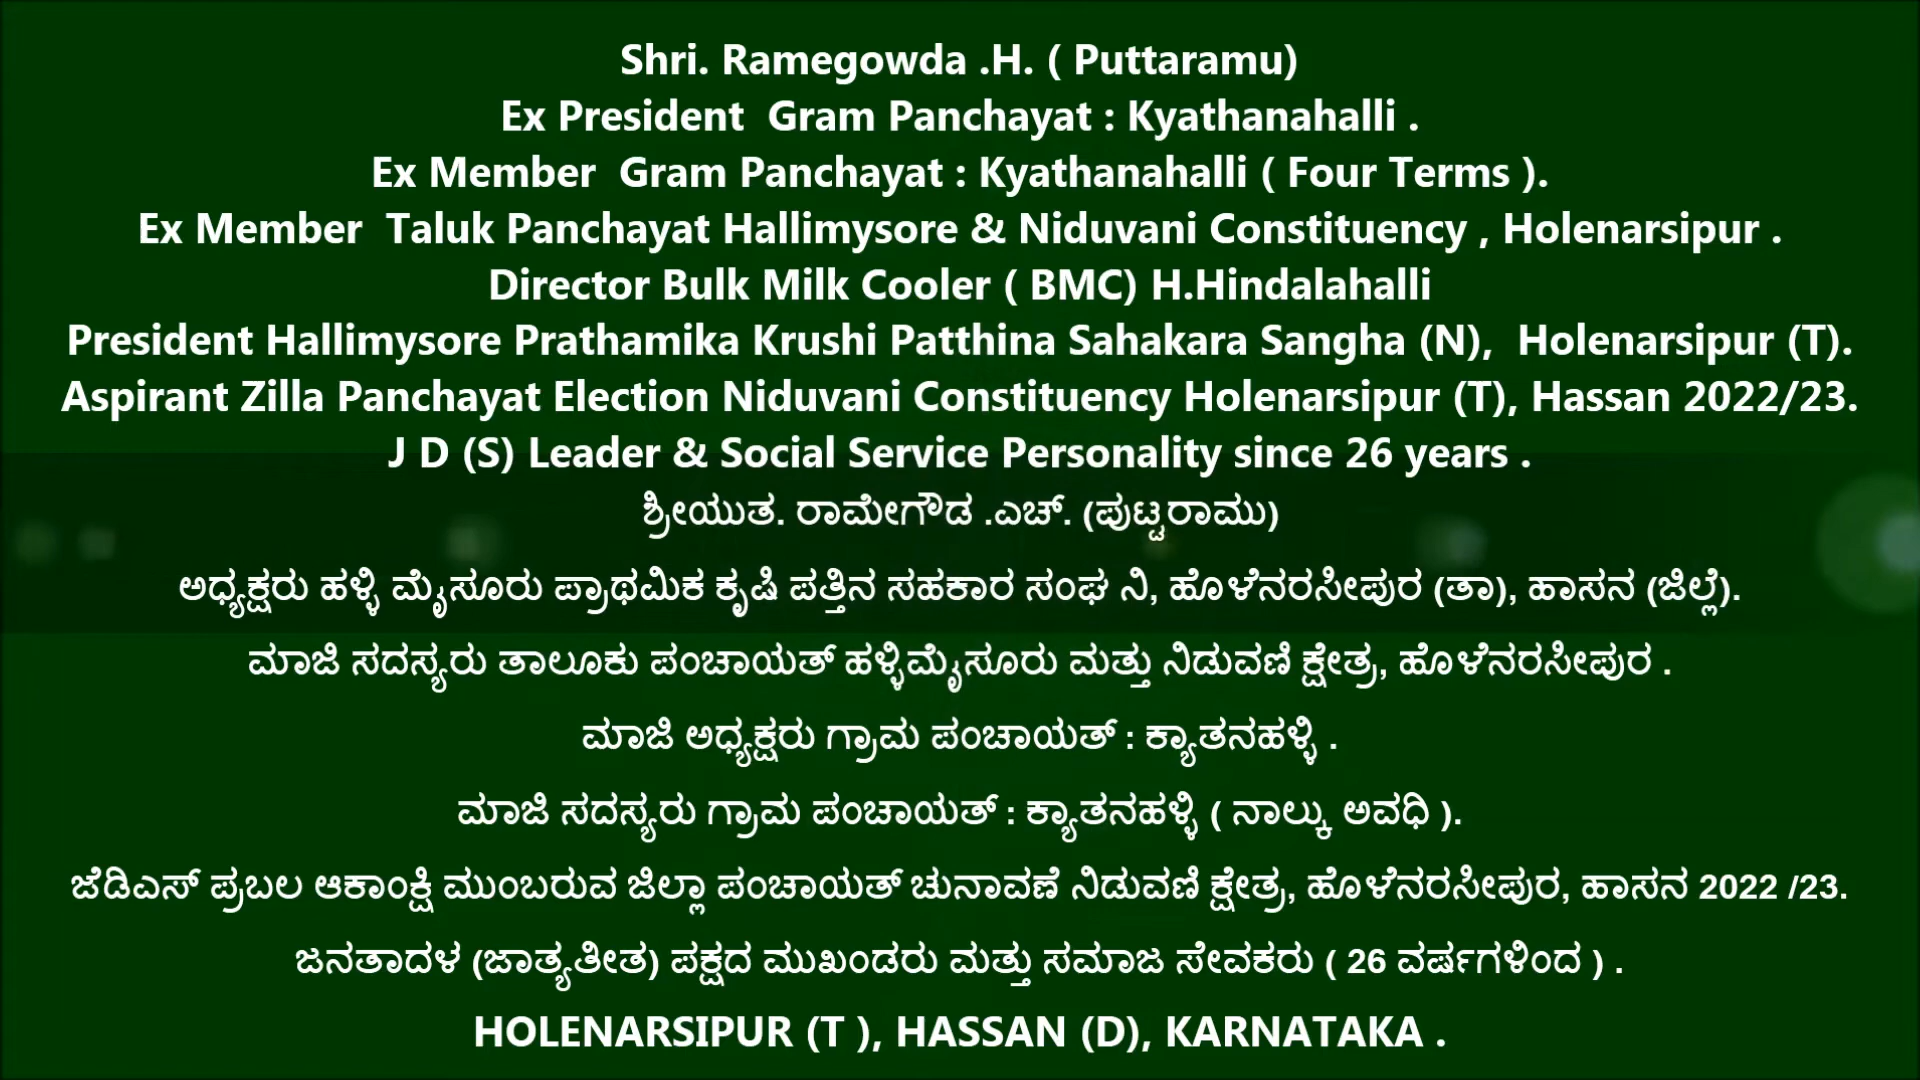 Shri. Ramegowda .H. ( Puttaramu)
Ex President  Gram Panchayat : Kyathanahalli .
Ex Member  Gram Panchayat : Kyathanahalli ( Four Terms ).
Ex Member  Taluk Panchayat Hallimysore & Niduvani Constituency , Holenarsipur .
Director Bulk Milk Cooler ( BMC) H.Hindalahalli
President Hallimysore Prathamika Krushi Patthina Sahakara Sangha (N),  Holenarsipur (T).
Aspirant Zilla Panchayat Election Niduvani Constituency Holenarsipur (T), Hassan 2022/23.
J D (S) Leader & Social Service Personality since 26 years .
ಶ್ರೀಯುತ. ರಾಮೇಗೌಡ .ಎಚ್. (ಪುಟ್ಟರಾಮು)
ಅಧ್ಯಕ್ಷರು ಹಳ್ಳಿ ಮೈಸೂರು ಪ್ರಾಥಮಿಕ ಕೃಷಿ ಪತ್ತಿನ ಸಹಕಾರ ಸಂಘ ನಿ, ಹೊಳೆನರಸೀಪುರ (ತಾ), ಹಾಸನ (ಜಿಲ್ಲೆ).
ಮಾಜಿ ಸದಸ್ಯರು ತಾಲೂಕು ಪಂಚಾಯತ್ ಹಳ್ಳಿಮೈಸೂರು ಮತ್ತು ನಿಡುವಣಿ ಕ್ಷೇತ್ರ, ಹೊಳೆನರಸೀಪುರ .
ಮಾಜಿ ಅಧ್ಯಕ್ಷರು ಗ್ರಾಮ ಪಂಚಾಯತ್ : ಕ್ಯಾತನಹಳ್ಳಿ .
ಮಾಜಿ ಸದಸ್ಯರು ಗ್ರಾಮ ಪಂಚಾಯತ್ : ಕ್ಯಾತನಹಳ್ಳಿ ( ನಾಲ್ಕು ಅವಧಿ ).
ಜೆಡಿಎಸ್ ಪ್ರಬಲ ಆಕಾಂಕ್ಷಿ ಮುಂಬರುವ ಜಿಲ್ಲಾ ಪಂಚಾಯತ್ ಚುನಾವಣೆ ನಿಡುವಣಿ ಕ್ಷೇತ್ರ, ಹೊಳೆನರಸೀಪುರ, ಹಾಸನ 2022 /23.
ಜನತಾದಳ (ಜಾತ್ಯತೀತ) ಪಕ್ಷದ ಮುಖಂಡರು ಮತ್ತು ಸಮಾಜ ಸೇವಕರು ( 26 ವರ್ಷಗಳಿಂದ ) .
HOLENARSIPUR (T ), HASSAN (D), KARNATAKA .